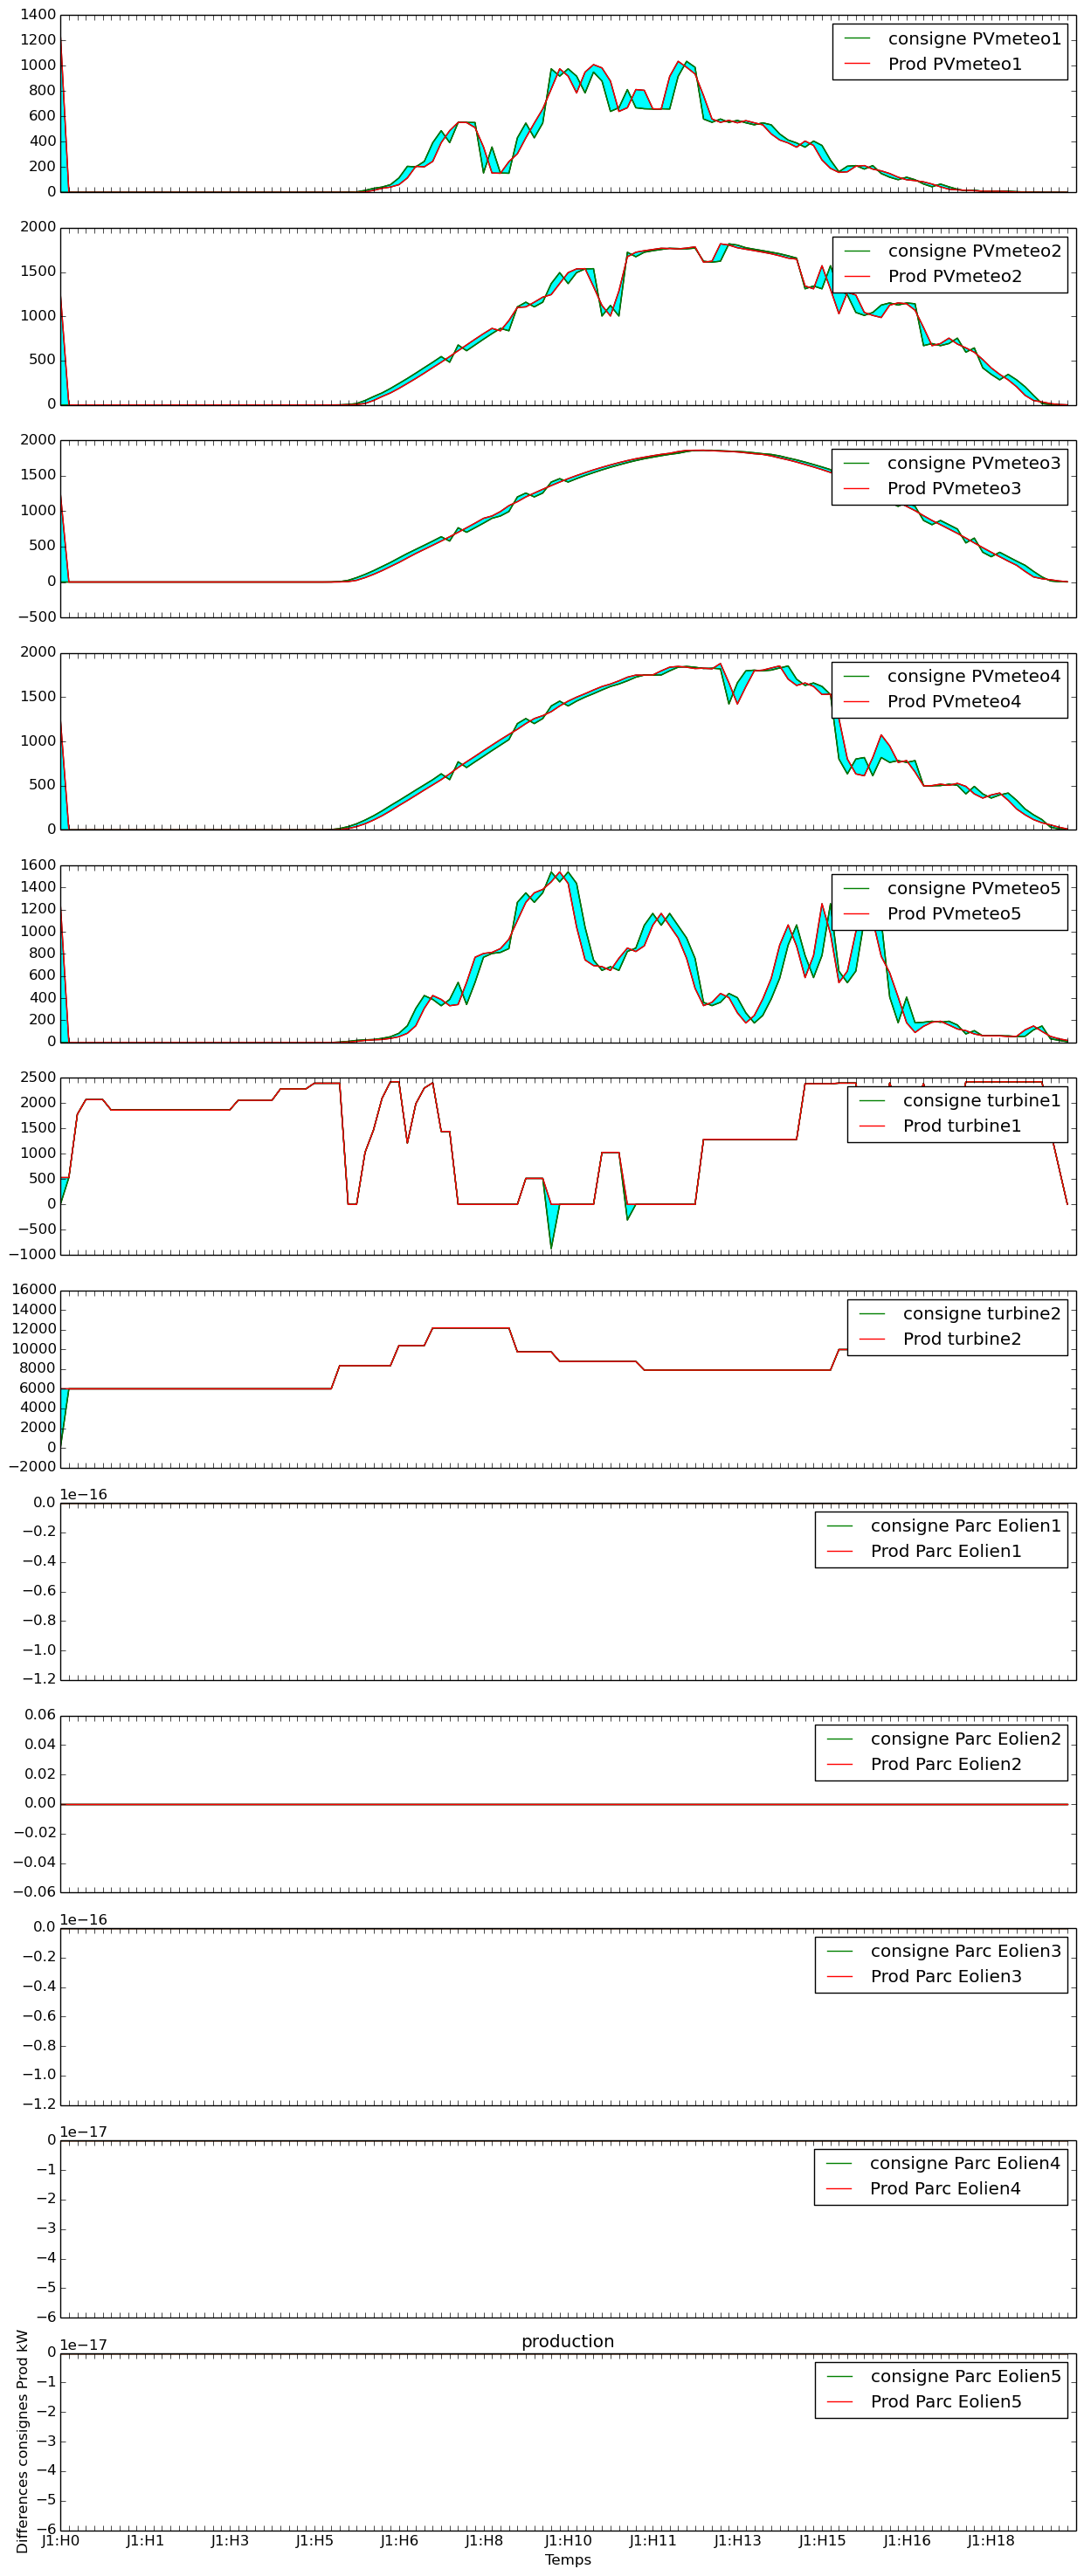 1400
1200
1000
800
600
400
200
0
consigne PVmeteo1
Prod PVmeteo1
2000
1500
1000
500
0
consigne PVmeteo2
Prod PVmeteo2
2000
1500
1000
500
0
−500
consigne PVmeteo3
Prod PVmeteo3
2000
1500
1000
500
0
consigne PVmeteo4
Prod PVmeteo4
1600
1400
1200
1000
800
600
400
200
0
consigne PVmeteo5
Prod PVmeteo5
2500
2000
1500
1000
500
0
−500
−1000
consigne turbine1
Prod turbine1
16000
14000
12000
10000
8000
6000
4000
2000
0
−2000
consigne turbine2
Prod turbine2
1e−16
0.0
−0.2
−0.4
−0.6
−0.8
−1.0
−1.2
consigne Parc Eolien1
Prod Parc Eolien1
0.06
0.04
0.02
0.00
−0.02
−0.04
−0.06
consigne Parc Eolien2
Prod Parc Eolien2
1e−16
0.0
−0.2
−0.4
−0.6
−0.8
−1.0
−1.2
consigne Parc Eolien3
Prod Parc Eolien3
1e−17
0
−1
−2
−3
−4
−5
−6
consigne Parc Eolien4
Prod Parc Eolien4
production
1e−17
0
−1
−2
−3
−4
−5
−6
consigne Parc Eolien5
Prod Parc Eolien5
Differences consignes Prod kW
J1:H0 J1:H1 J1:H3 J1:H5 J1:H6 J1:H8 J1:H10 J1:H11 J1:H13 J1:H15 J1:H16 J1:H18
Temps